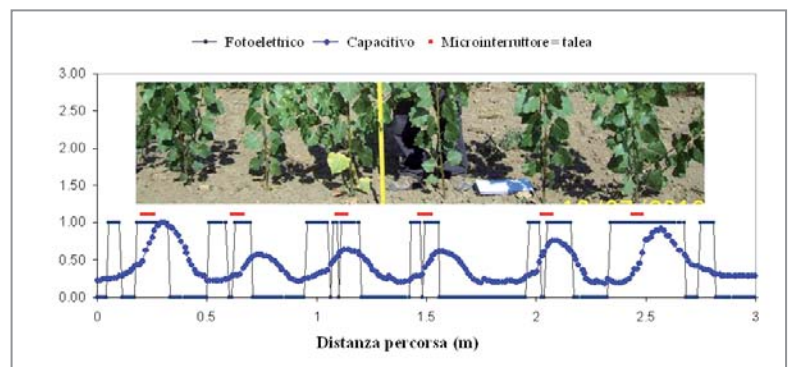 Fotoelettrico Capacitivo Microinterruttore = talea
3.00
2.50
2.00
1.50
1.00
0.50
0.00
0 0.5 1 1.5 2 2.5 3
Distanza percorsa (m)